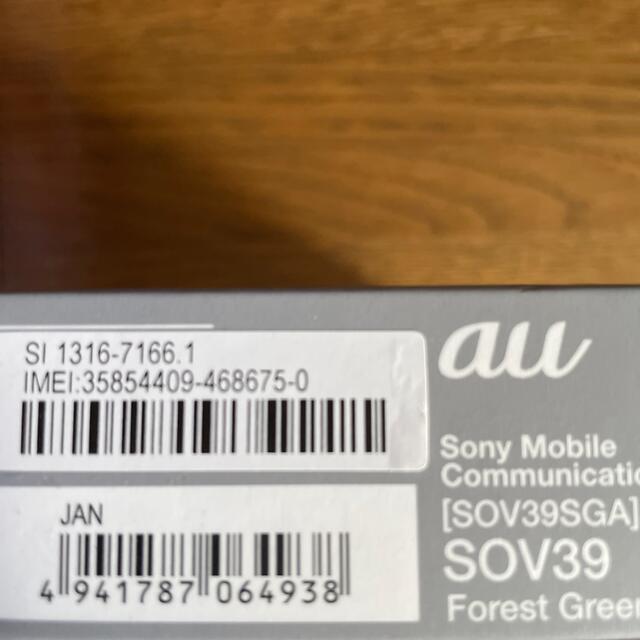 SI 1316-7166.1
IMEI:35854409-468675-0
au
Sony Mobile
Communicatio
[SOV39SGA]
SOV39
Forest Green
JAN
4 941787 064938